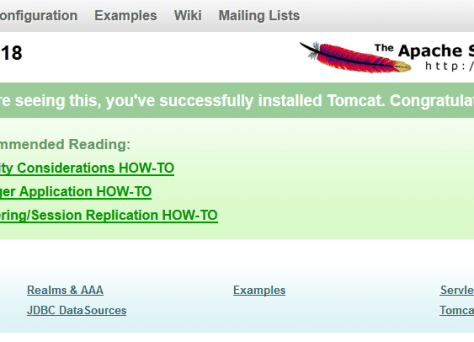 onfiguration Examples Wiki Mailing Lists
18 The Apache S
http:/
re seeing this, you've successfully installed Tomcat. Congratula
mmended Reading:
ity Considerations HOW-TO
ger Application HOW-TO
ering/Session Replication HOW-TO
Realms & AAA Examples Servle
JDBC DataSources Tomca